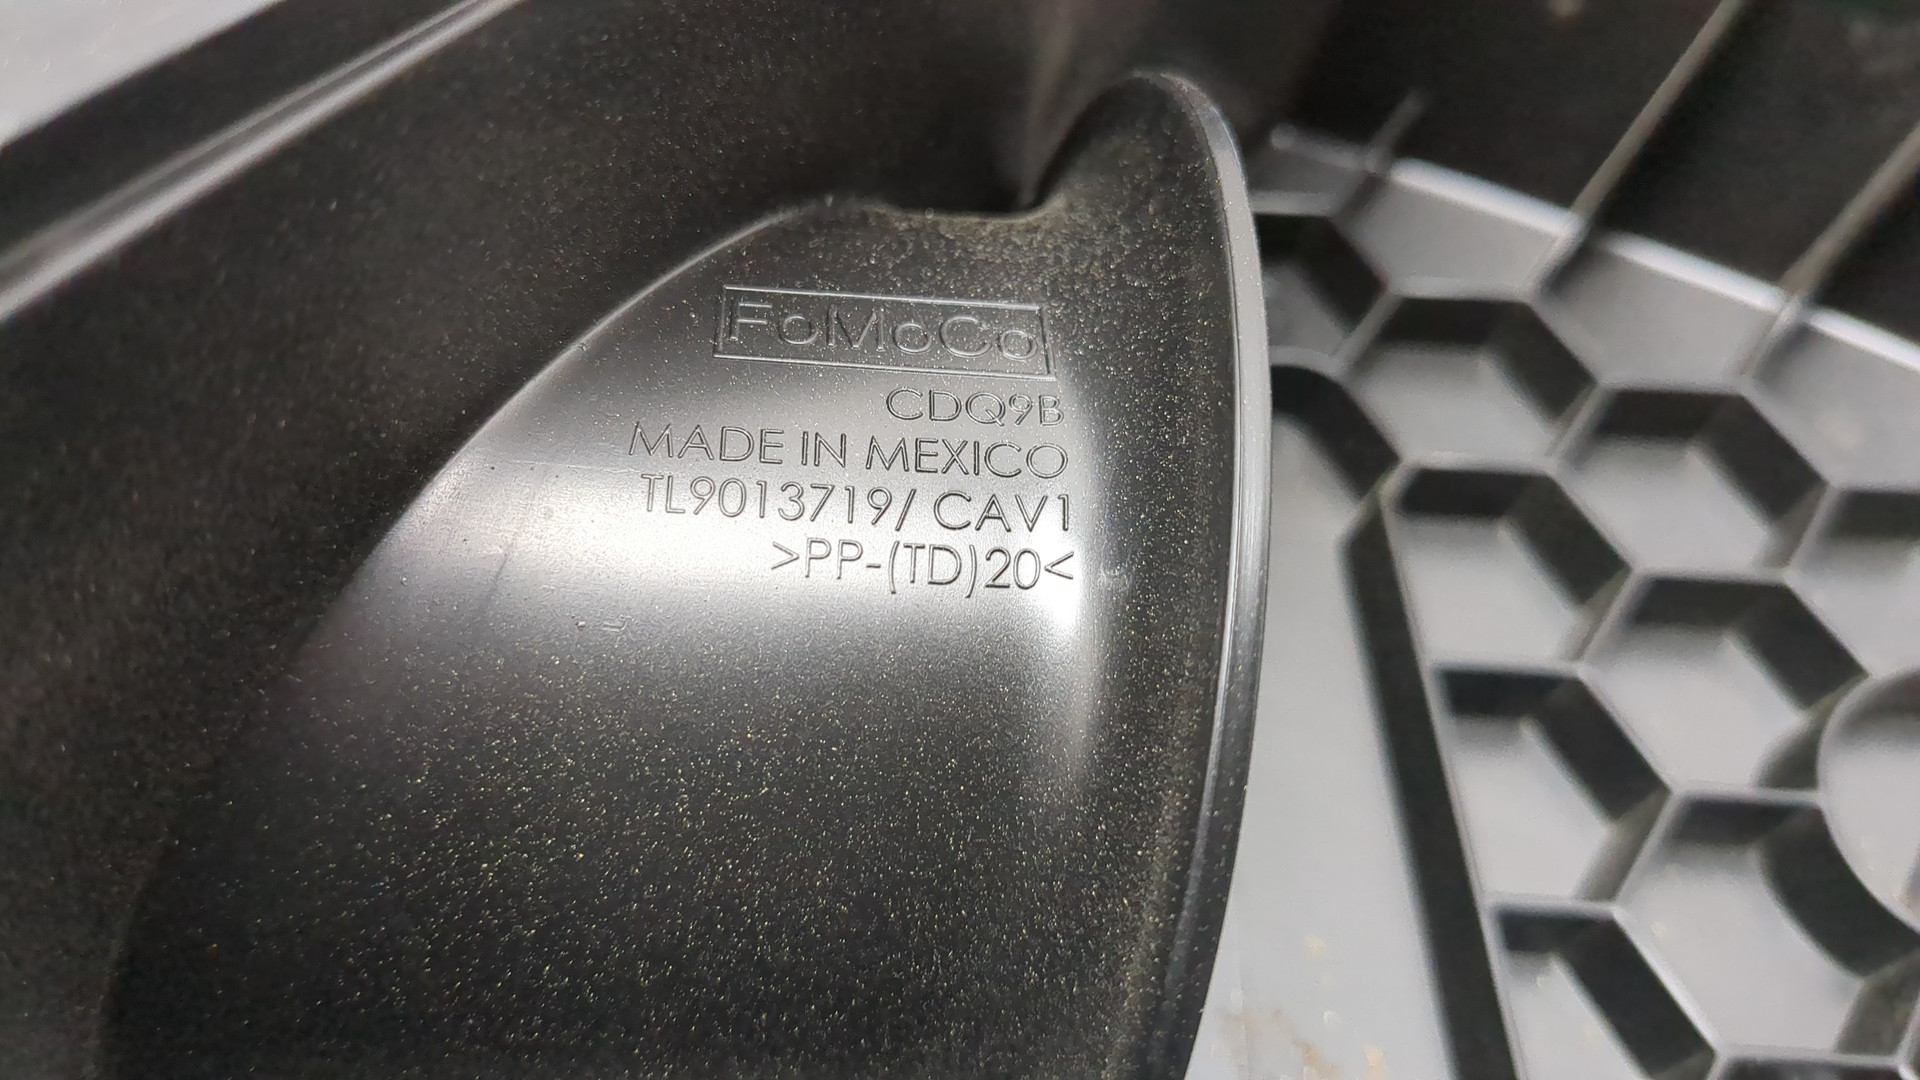 FoMoCo
CDQ9B
MADE IN MEXICO
TL9013719/ CAV1
>PP-(TD)20<